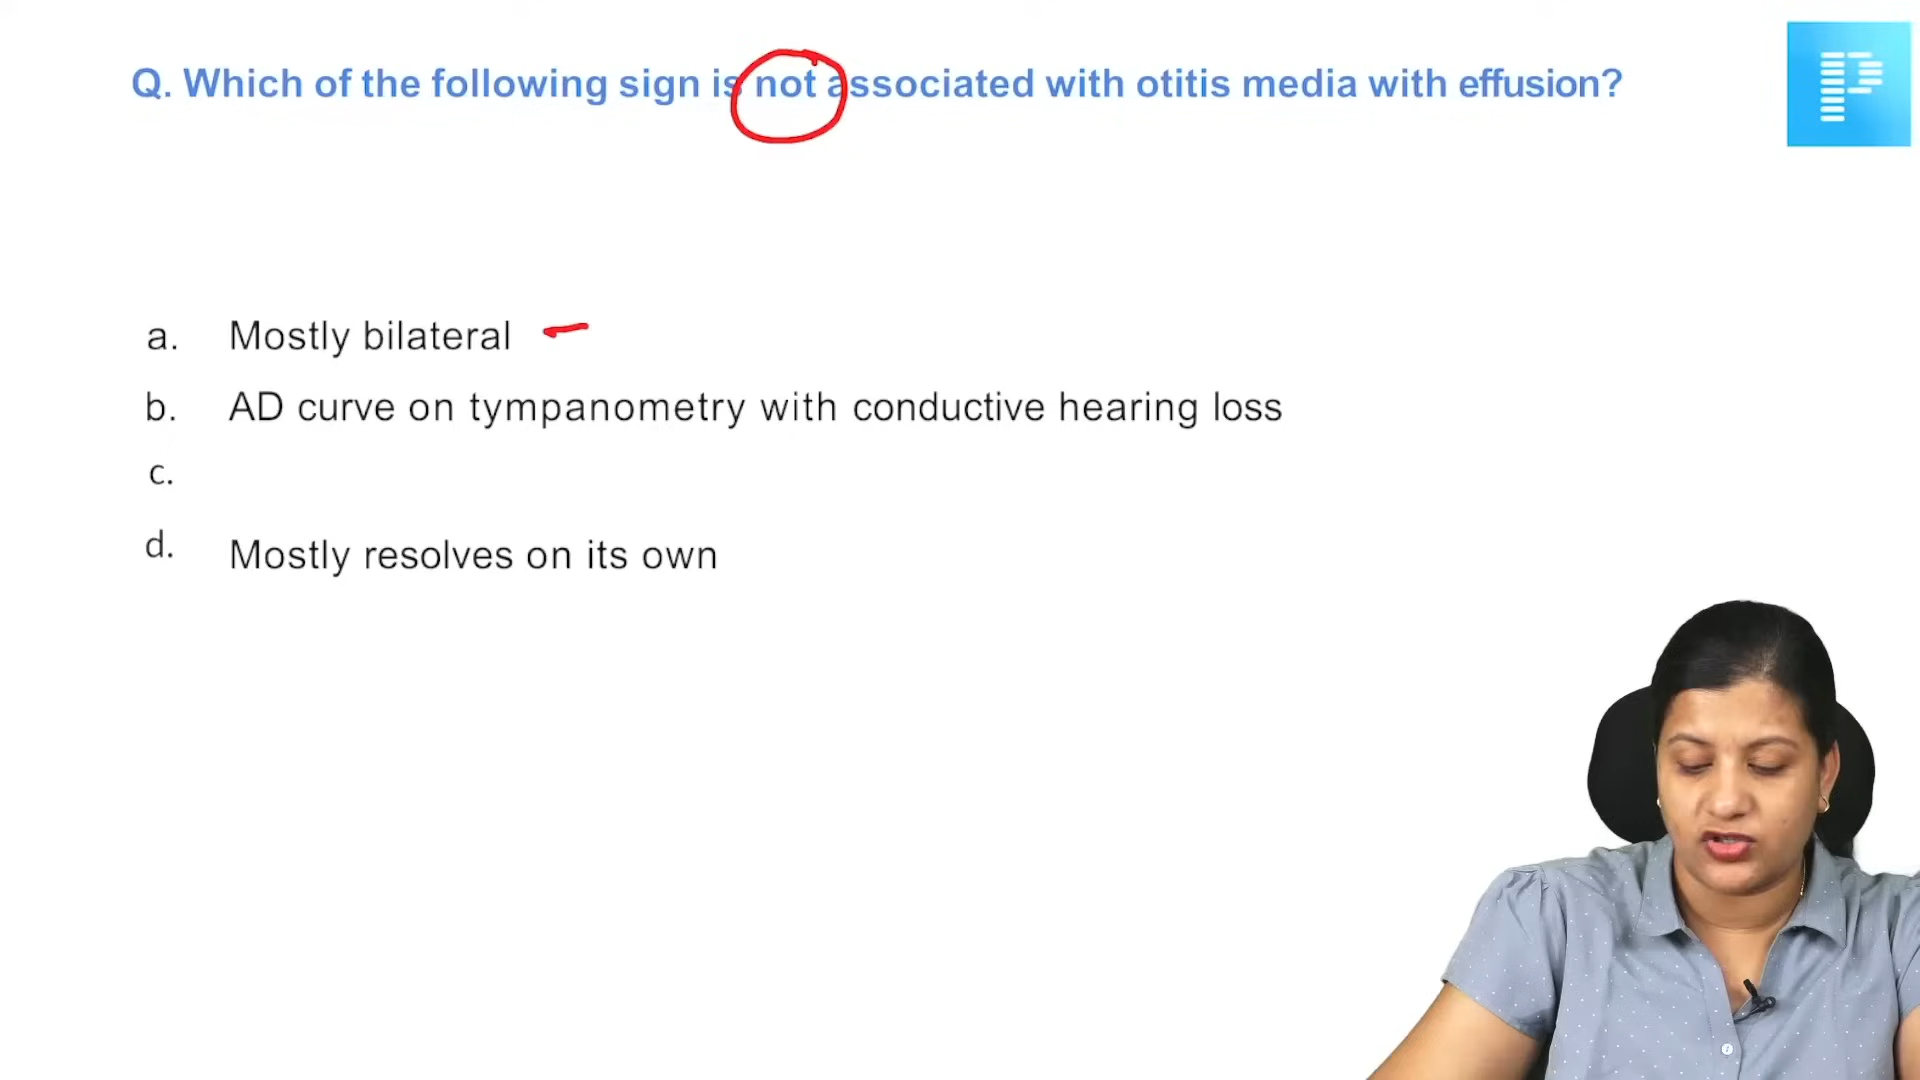 Q. Which of the following sign is not associated with otitis media with effusion?
a. Mostly bilateral
b. AD curve on tympanometry with conductive hearing loss
c.
d. Mostly resolves on its own